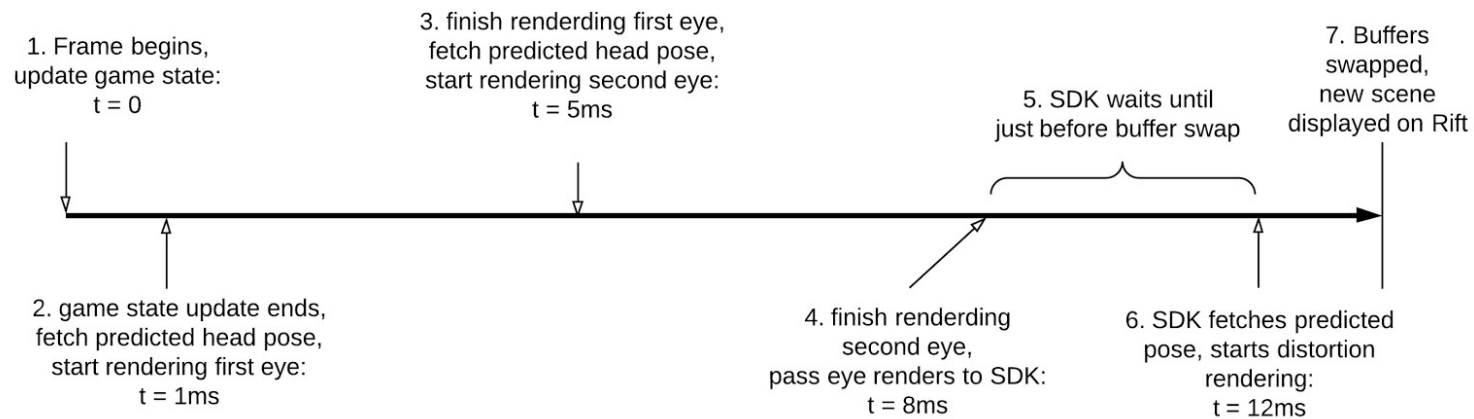 1. Frame begins,
update game state:
t = 0
2. game state update ends,
fetch predicted head pose,
start rendering first eye:
t = 1ms
3. finish renderding first eye,
fetch predicted head pose,
start rendering second eye:
t = 5ms
4. finish renderding
second eye,
pass eye renders to SDK:
t = 8ms
5. SDK waits until
just before buffer swap
6. SDK fetches predicted
pose, starts distortion
rendering:
t = 12ms
7. Buffers
swapped,
new scene
displayed on Rift